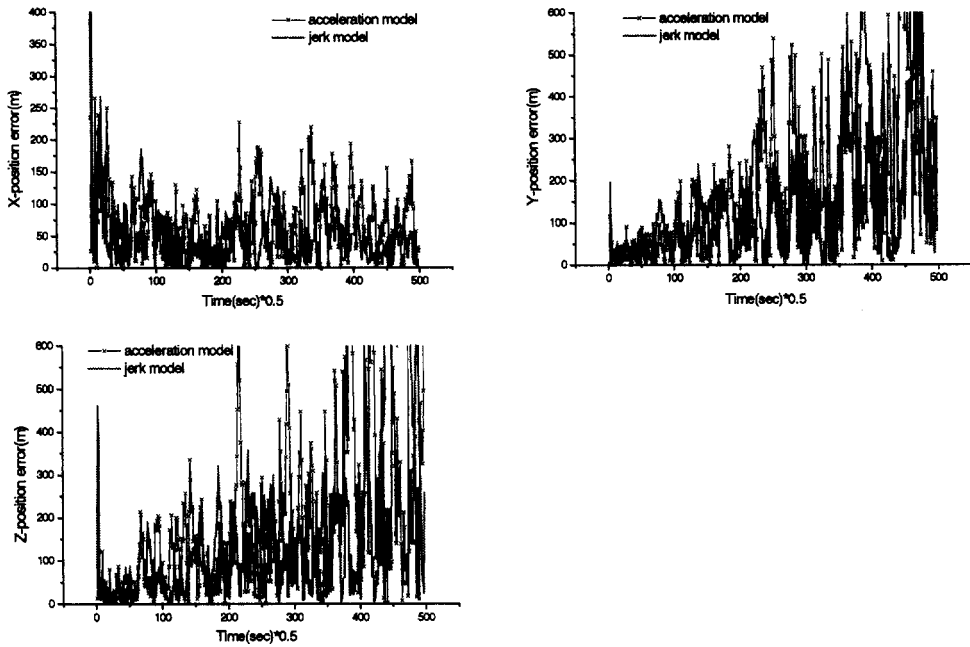 acceleration model
jerk model
400
350
300
250
200
150
100
50
0
X-position error(m)
0 100 200 300 400 500
Time(sec)*0.5
acceleration model
jerk model
600
500
400
300
200
100
0
Y-position error(m)
0 100 200 300 400 500
Time(sec)*0.5
acceleration model
jerk model
600
500
400
300
200
100
0
Z-position error(m)
0 100 200 300 400 500
Time(sec)*0.5